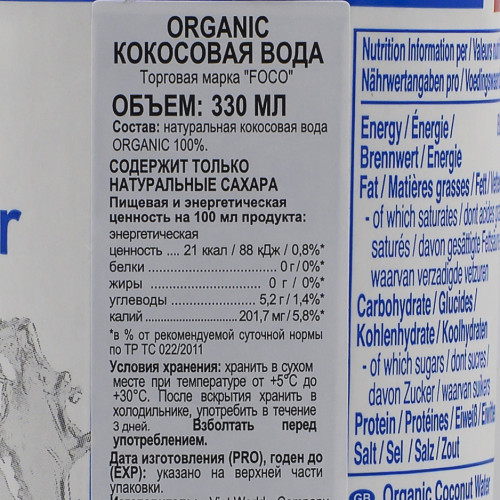 ORGANIC
КОКОСОВАЯ ВОДА
Торговая марка "FOCO"
ОБЪЕМ: 330 МЛ
Состав: натуральная кокосовая вода
ORGANIC 100%.
СОДЕРЖИТ ТОЛЬКО
НАТУРАЛЬНЫЕ САХАРА
Пищевая и энергетическая
ценность на 100 мл продукта:
энергетическая
ценность .... 21 ккал / 88 кДж / 0,8%*
белки ........................ 0 г / 0%*
жиры ........................ 0 г / 0%*
углеводы .................. 5,2 г / 1,4%*
калий .................... 201,7 мг / 5,8%*
*в % от рекомендуемой суточной нормы
по ТР ТС 022/2011
Условия хранения: хранить в сухом
месте при температуре от +5°С до
+30°С. После вскрытия хранить в
холодильнике, употребить в течение
3 дней. Взболтать перед
употреблением.
Дата изготовления (PRO), годен до
(EXP): указано на верхней части
упаковки.
r
Nutrition Information per / Valeurs
Nährwertangaben pro /
Energy / Énergie /
Brennwert / Energie
Fat / Matières grasses / Fett /
- of which saturates / dont acides
saturés / davon gesättigte
waarvan verzadigde vetzuren
Carbohydrate / Glucides /
Kohlenhydrate / Koolhydraten
- of which sugars / dont sucres /
davon Zucker / waarvan suikers
Protein / Protéines / Eiweiß /
Salt / Sel / Salz / Zout
GB Organic Coconut Water